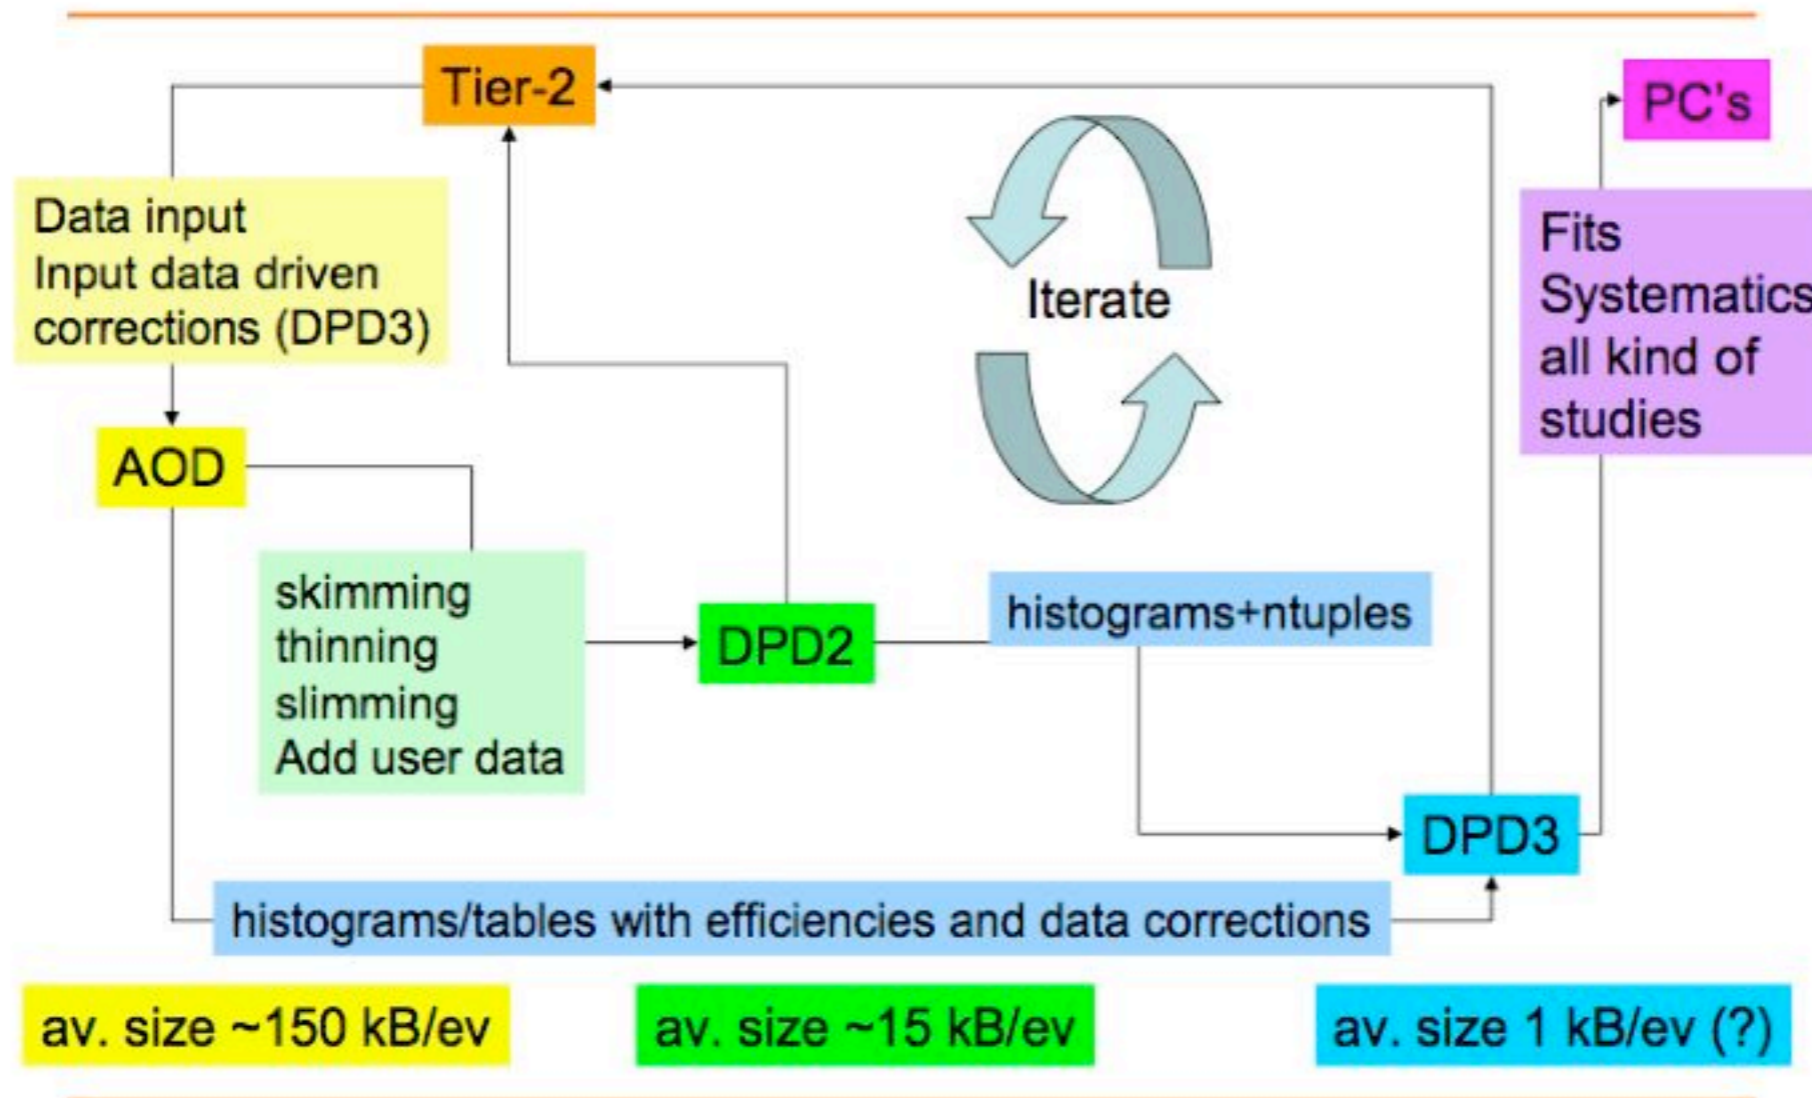 Tier-2
PC's
Data input
Input data driven
corrections (DPD3)
Iterate
Fits
Systematics
all kind of
studies
AOD
skimming
thinning
slimming
Add user data
DPD2
histograms+ntuples
DPD3
histograms/tables with efficiencies and data corrections
av. size ~150 kB/ev
av. size ~15 kB/ev
av. size 1 kB/ev (?)